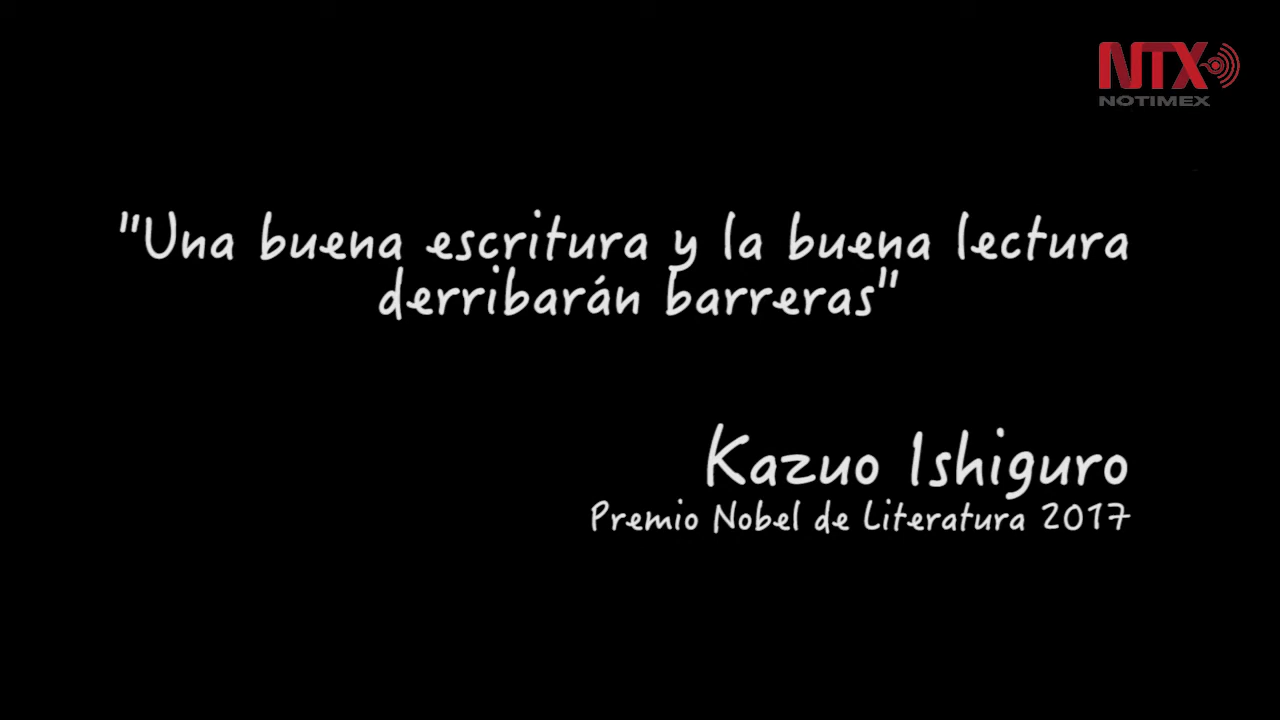 NTX
NOTIMEX
"Una buena escritura y la buena lectura
derribarán barreras"
Kazuo Ishiguro
Premio Nobel de Literatura 2017